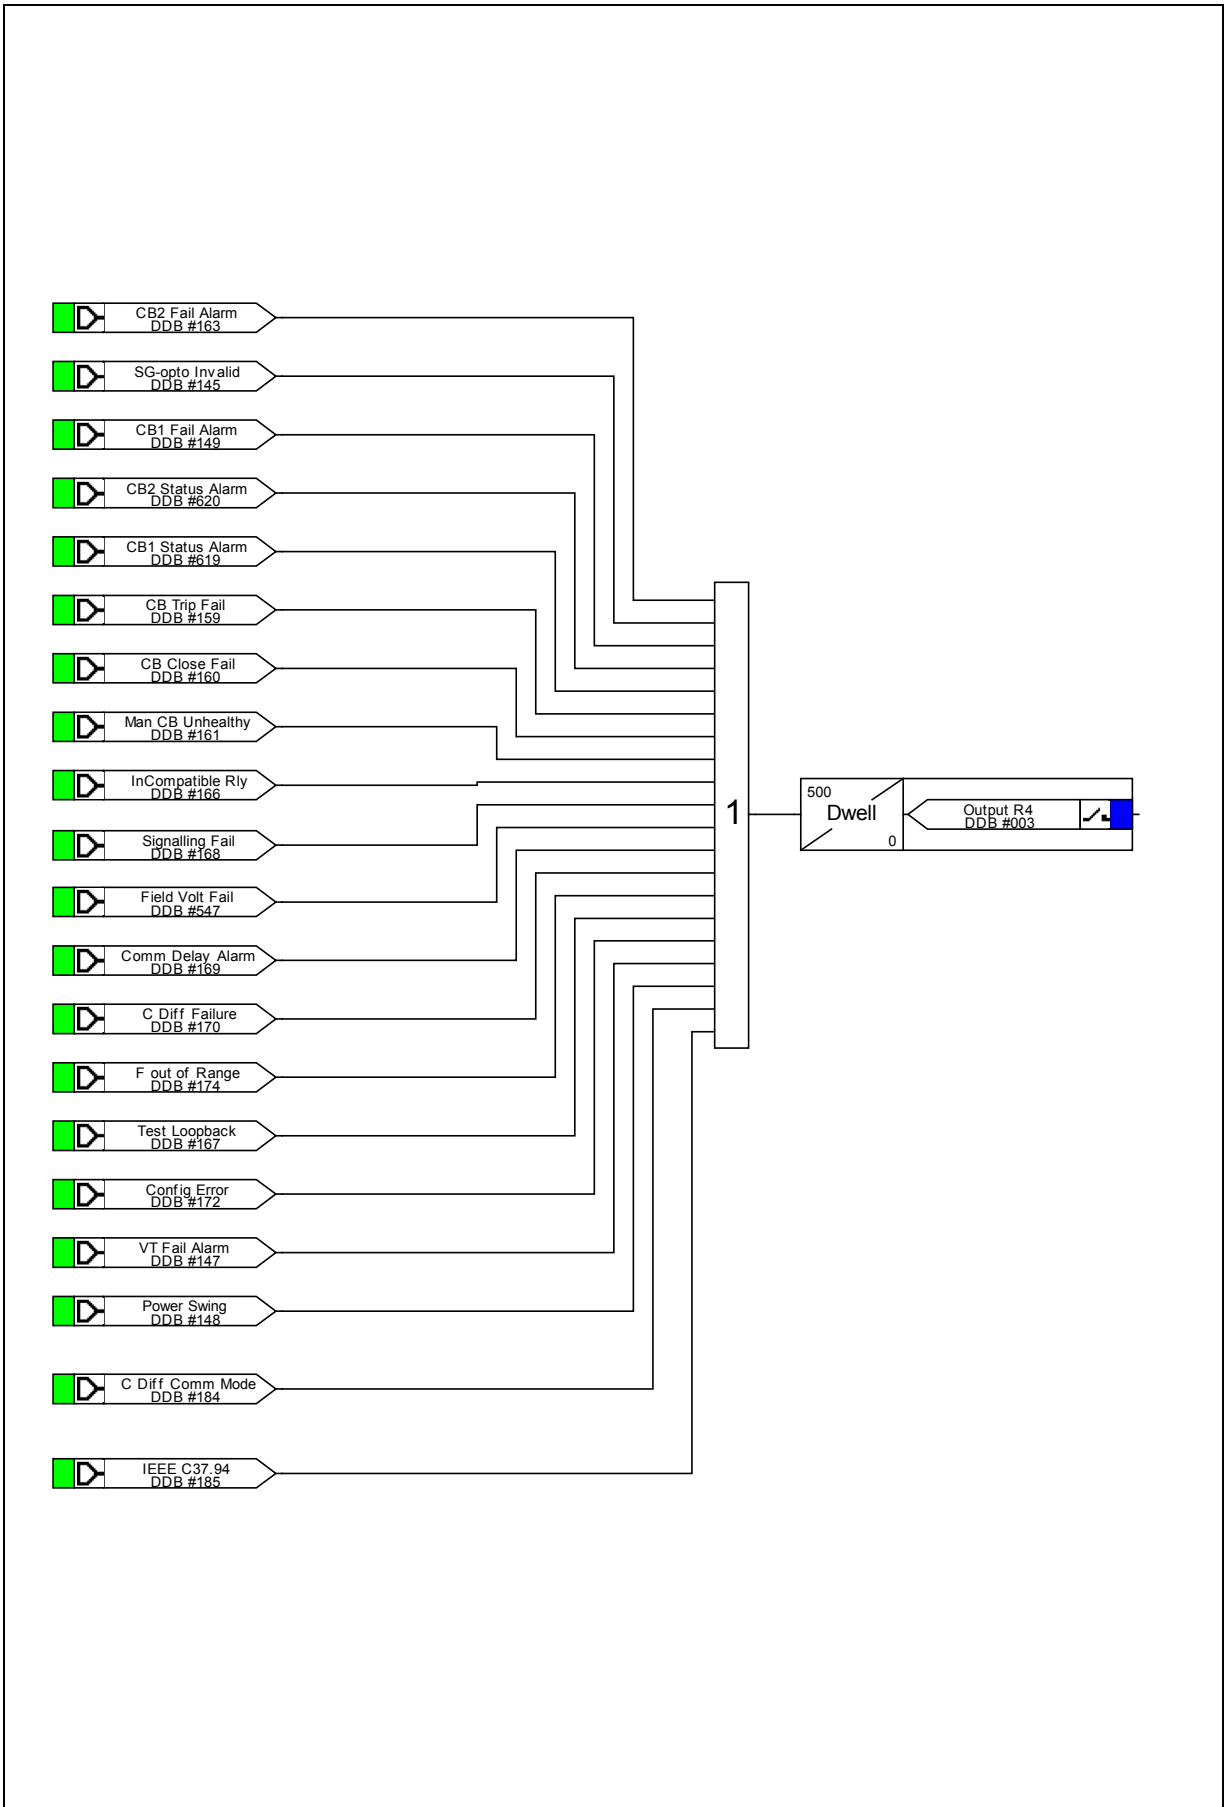 CB2 Fail Alarm
DDB #163
SG-opto Invalid
DDB #145
CB1 Fail Alarm
DDB #149
CB2 Status Alarm
DDB #620
CB1 Status Alarm
DDB #619
CB Trip Fail
DDB #159
CB Close Fail
DDB #160
Man CB Unhealthy
DDB #161
InCompatible Rly
DDB #166
Signalling Fail
DDB #168
Field Volt Fail
DDB #547
Comm Delay Alarm
DDB #169
C Diff Failure
DDB #170
F out of Range
DDB #174
Test Loopback
DDB #167
Config Error
DDB #172
VT Fail Alarm
DDB #147
Power Swing
DDB #148
C Diff Comm Mode
DDB #184
IEEE C37.94
DDB #185
1
500
Dwell
0
Output R4
DDB #003